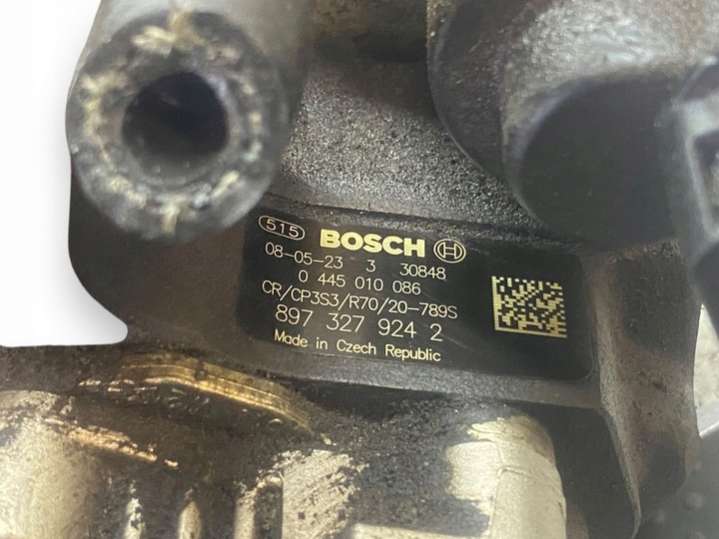 515 BOSCH
08-05-23 3 30848
0 445 010 086
CR/CP3S3/R70/20-789S
897 327 924 2
Made in Czech Republic